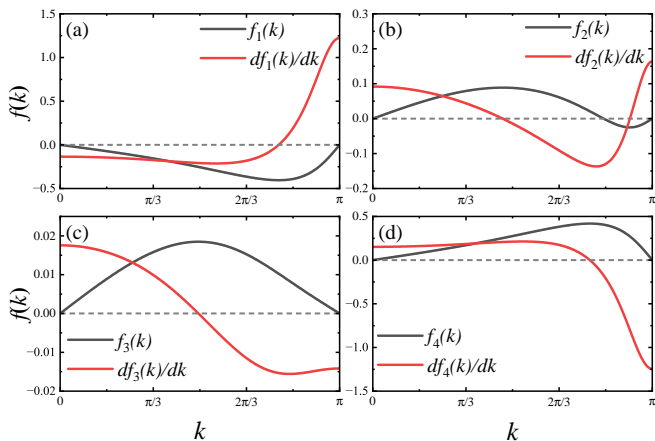 (a)
f₁(k)
df₁(k)/dk
f(k)
1.5
1.0
0.5
0.0
−0.5
0
π/3
2π/3
π
(b)
f₂(k)
df₂(k)/dk
0.2
0.1
0.0
−0.1
0.2
0
π/3
2π/3
π
(c)
f₃(k)
df₃(k)/dk
f(k)
0.02
0.01
0.00
−0.01
−0.02
0
π/3
2π/3
π
k
(d)
f₄(k)
df₄(k)/dk
0.5
0.0
−0.5
−1.0
−1.5
0
π/3
2π/3
π
k